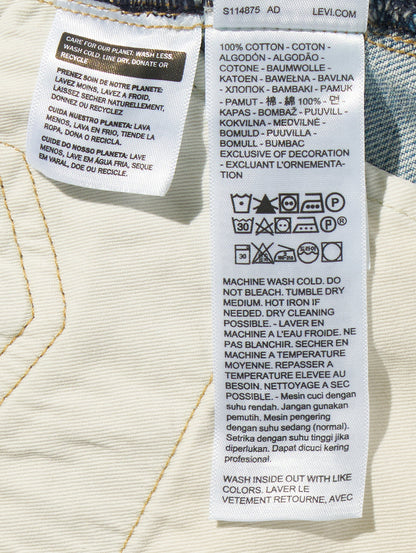 CARE FOR OUR PLANET: WASH LESS,
WASH COLD, LINE DRY, DONATE OR
RECYCLE
PRENEZ SOIN DE NOTRE PLANÈTE:
LAVEZ MOINS, LAVEZ A FROID,
LAISSEZ SECHER NATURELLEMENT,
DONNEZ OU RECYCLEZ
CUIDA NUESTRO PLANETA: LAVA
MENOS, LAVA EN FRIO, TIENDE LA
ROPA, DONA O RECICLA.
CUIDE DO NOSSO PLANETA: LAVE
MENOS, LAVE EM ÁGUA FRIA, SEQUE
EM VARAL, DOE OU RECICLE.
S114875 AD LEVI.COM
100% COTTON - COTON -
ALGODÓN - ALGODÃO -
COTONE - BAUMWOLLE -
KATOEN - BAWEŁNA - BAVLNA
- ХЛОПОК - BAMBAKI - PAMUK
- PAMUT - 棉 - 綿 100% - 면 -
KAPAS - BOMBAŽ - PUUVILL -
KOKVILNA - MEDVILNĖ -
BOMULD - PUUVILLA -
BOMULL - BUMBAC
EXCLUSIVE OF DECORATION
- EXCLUANT L'ORNEMENTA-
TION
P
30 P
30
MACHINE WASH COLD. DO
NOT BLEACH. TUMBLE DRY
MEDIUM. HOT IRON IF
NEEDED. DRY CLEANING
POSSIBLE. - LAVER EN
MACHINE A L'EAU FROIDE. NE
PAS BLANCHIR. SECHER EN
MACHINE A TEMPERATURE
MOYENNE. REPASSER A
TEMPERATURE ELEVEE AU
BESOIN. NETTOYAGE A SEC
POSSIBLE. - Mesin cuci dengan
suhu rendah. Jangan gunakan
pemutih. Mesin pengering
dengan suhu sedang (normal).
Setrika dengan suhu tinggi jika
diperlukan. Dapat dicuci kering
profesional.
WASH INSIDE OUT WITH LIKE
COLORS. LAVER LE
VETEMENT RETOURNE, AVEC